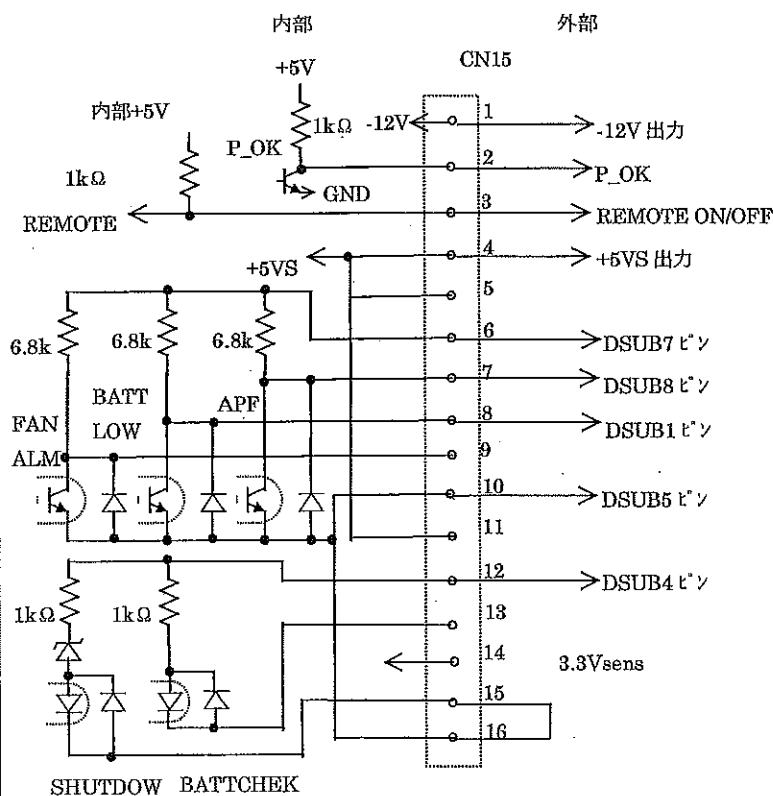 内部
外部
CN15
+5V
内部+5V
1kΩ
-12V
1
-12V 出力
P_OK
2
P_OK
1kΩ
GND
REMOTE
3
REMOTE ON/OFF
+5VS
4
+5VS 出力
5
6.8k
6.8k
6.8k
6
DSUB7 ピン
7
DSUB8 ピン
BATT
LOW
APF
8
DSUB1 ピン
FAN
ALM
9
10
DSUB5 ピン
11
12
DSUB4 ピン
1kΩ
1kΩ
13
14
3.3Vsens
15
16
SHUTDOW
BATTCHEK